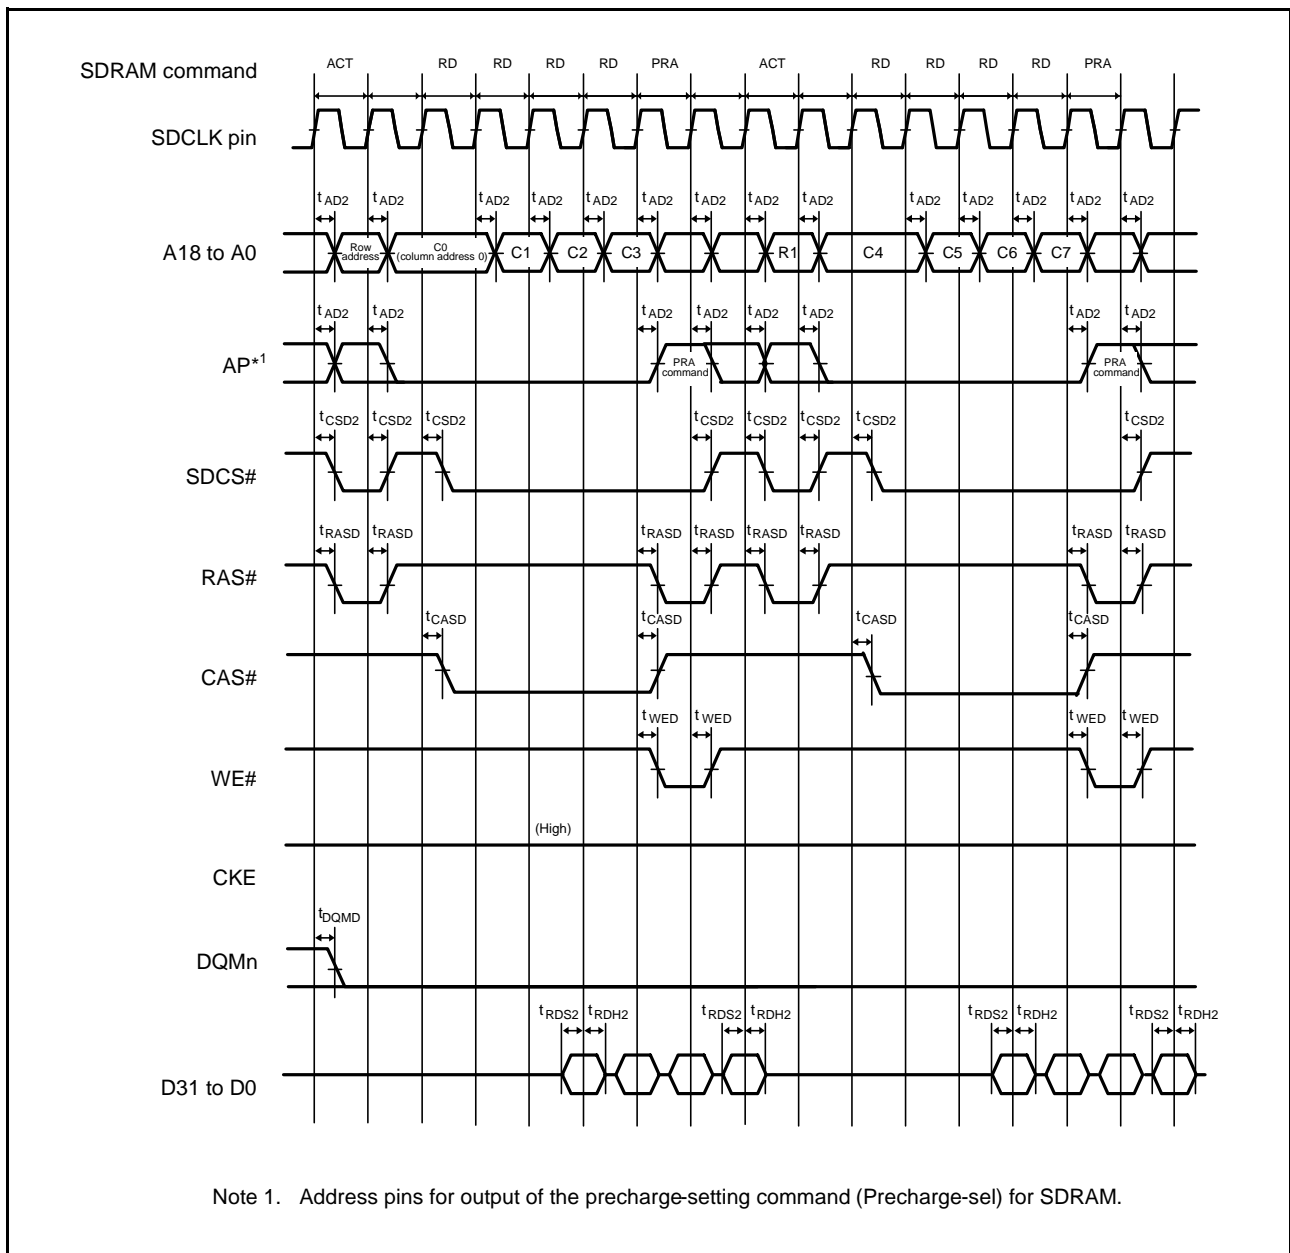 ACT RD RD RD RD PRA ACT RD RD RD RD PRA
SDRAM command
SDCLK pin
tAD2 tAD2 tAD2 tAD2 tAD2 tAD2 tAD2 tAD2 tAD2 tAD2 tAD2 tAD2 tAD2 tAD2
A18 to A0
Row address
C0 (column address 0)
C1 C2 C3 R1 C4 C5 C6 C7
tAD2 tAD2 tAD2 tAD2 tAD2 tAD2 tAD2 tAD2
AP*1
PRA command
PRA command
tCSD2 tCSD2 tCSD2 tCSD2 tCSD2 tCSD2 tCSD2 tCSD2
SDCS#
tRASD tRASD tRASD tRASD tRASD tRASD tRASD tRASD
RAS#
tCASD tCASD tCASD tCASD
CAS#
tWED tWED tWED tWED
WE#
(High)
CKE
tDQMD
DQMn
tRDS2 tRDH2 tRDS2 tRDH2 tRDS2 tRDH2 tRDS2 tRDH2
D31 to D0
Note 1. Address pins for output of the precharge-setting command (Precharge-sel) for SDRAM.